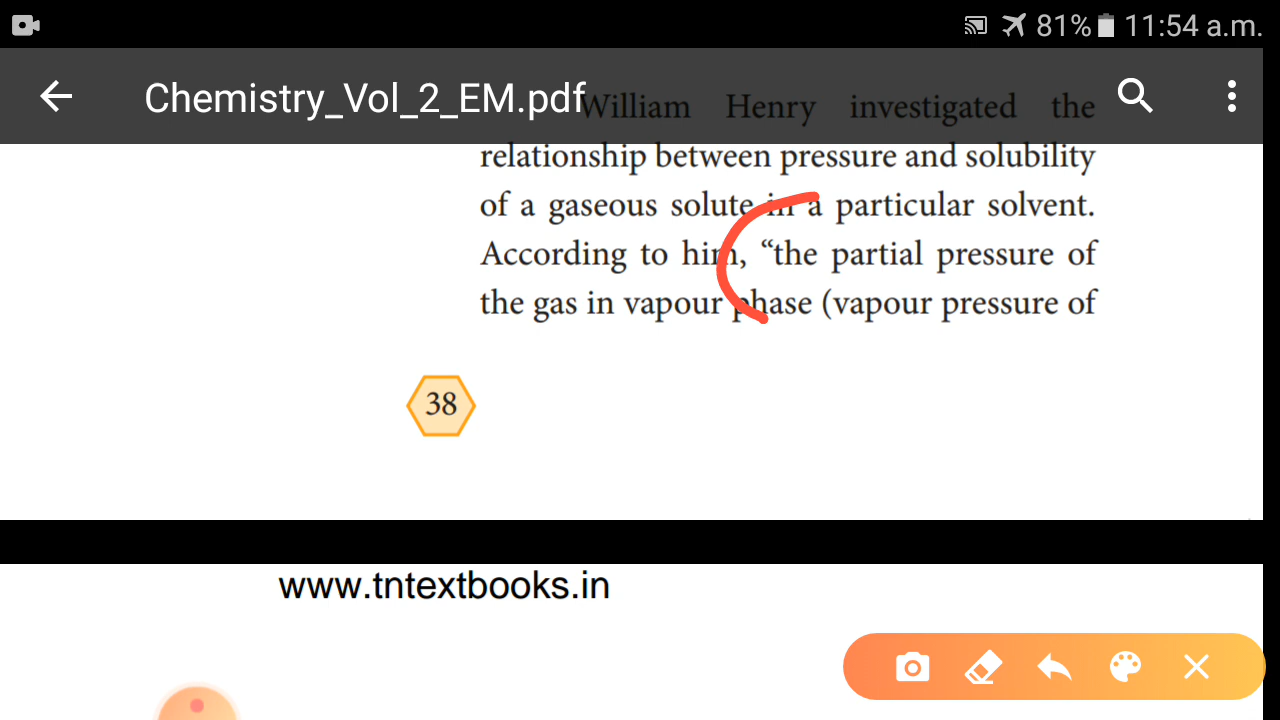 81% 11:54 a.m.
Chemistry_Vol_2_EM.pdf
William Henry investigated the
relationship between pressure and solubility
of a gaseous solute in a particular solvent.
According to him, “the partial pressure of
the gas in vapour phase (vapour pressure of
38
www.tntextbooks.in